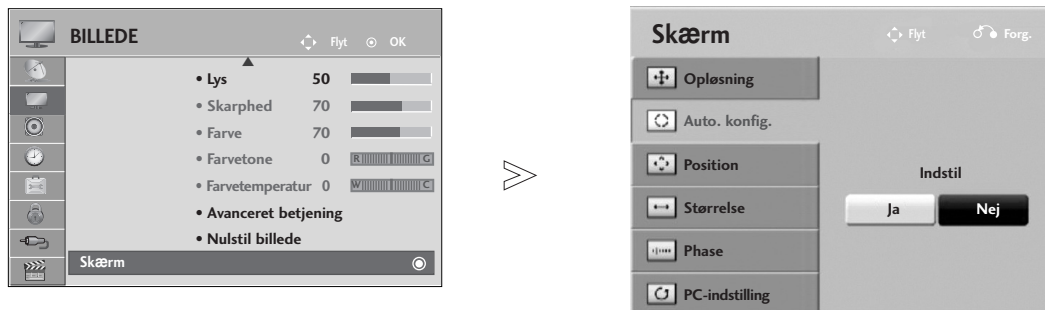 BILLEDE
Flyt OK
• Lys 50
• Skarphed 70
• Farve 70
• Farvetone 0 R G
• Farvetemperatur 0 W C
• Avanceret betjening
• Nulstil billede
Skærm
Skærm
Flyt Forg.
Opløsning
Auto. konfig.
Position
Størrelse
Phase
PC-indstilling
Indstil
Ja Nej